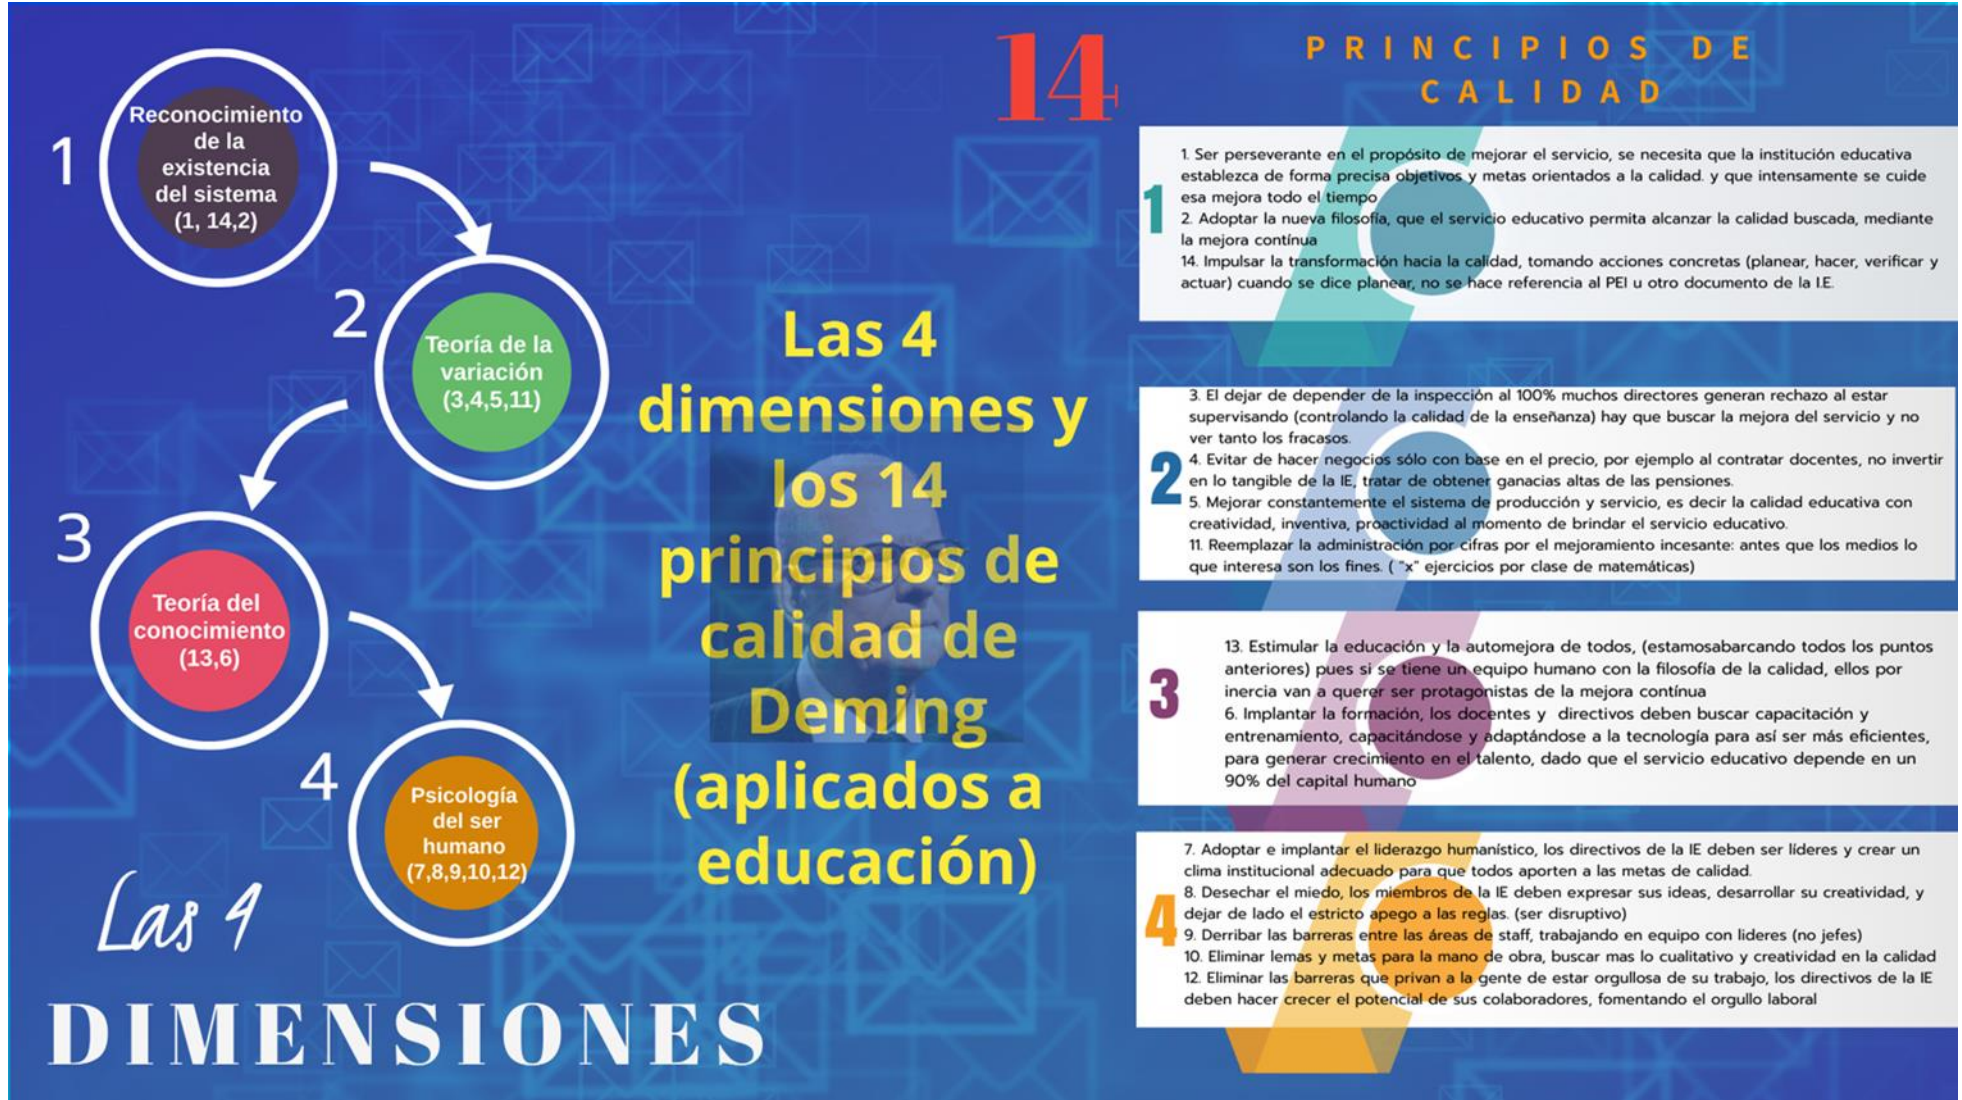 1
Reconocimiento
de la
existencia
del sistema
(1, 14,2)
2
Teoría de la
variación
(3,4,5,11)
3
Teoría del
conocimiento
(13,6)
4
Psicología
del ser
humano
(7,8,9,10,12)
Las 4
DIMENSIONES
Las 4
dimensiones y
los 14
principios de
calidad de
Deming
(aplicados a
educación)
14
PRINCIPIOS DE
CALIDAD
1
1. Ser perseverante en el propósito de mejorar el servicio, se necesita que la institución educativa
establezca de forma precisa objetivos y metas orientados a la calidad. y que intensamente se cuide
esa mejora todo el tiempo
2. Adoptar la nueva filosofía, que el servicio educativo permita alcanzar la calidad buscada, mediante
la mejora contínua
14. Impulsar la transformación hacia la calidad, tomando acciones concretas (planear, hacer, verificar y
actuar) cuando se dice planear, no se hace referencia al PEI u otro documento de la I.E.
2
3. El dejar de depender de la inspección al 100% muchos directores generan rechazo al estar
supervisando (controlando la calidad de la enseñanza) hay que buscar la mejora del servicio y no
ver tanto los fracasos.
4. Evitar de hacer negocios sólo con base en el precio, por ejemplo al contratar docentes, no invertir
en lo tangible de la IE, tratar de obtener ganacias altas de las pensiones.
5. Mejorar constantemente el sistema de producción y servicio, es decir la calidad educativa con
creatividad, inventiva, proactividad al momento de brindar el servicio educativo.
11. Reemplazar la administración por cifras por el mejoramiento incesante: antes que los medios lo
que interesa son los fines. ( "x" ejercicios por clase de matemáticas)
3
13. Estimular la educación y la automejora de todos, (estamosabarcando todos los puntos
anteriores) pues si se tiene un equipo humano con la filosofía de la calidad, ellos por
inercia van a querer ser protagonistas de la mejora contínua
6. Implantar la formación, los docentes y directivos deben buscar capacitación y
entrenamiento, capacitándose y adaptándose a la tecnología para así ser más eficientes,
para generar crecimiento en el talento, dado que el servicio educativo depende en un
90% del capital humano
4
7. Adoptar e implantar el liderazgo humanístico, los directivos de la IE deben ser líderes y crear un
clima institucional adecuado para que todos aporten a las metas de calidad.
8. Desechar el miedo, los miembros de la IE deben expresar sus ideas, desarrollar su creatividad, y
dejar de lado el estricto apego a las reglas. (ser disruptivo)
9. Derribar las barreras entre las áreas de staff, trabajando en equipo con lideres (no jefes)
10. Eliminar lemas y metas para la mano de obra, buscar mas lo cualitativo y creatividad en la calidad
12. Eliminar las barreras que privan a la gente de estar orgullosa de su trabajo, los directivos de la IE
deben hacer crecer el potencial de sus colaboradores, fomentando el orgullo laboral